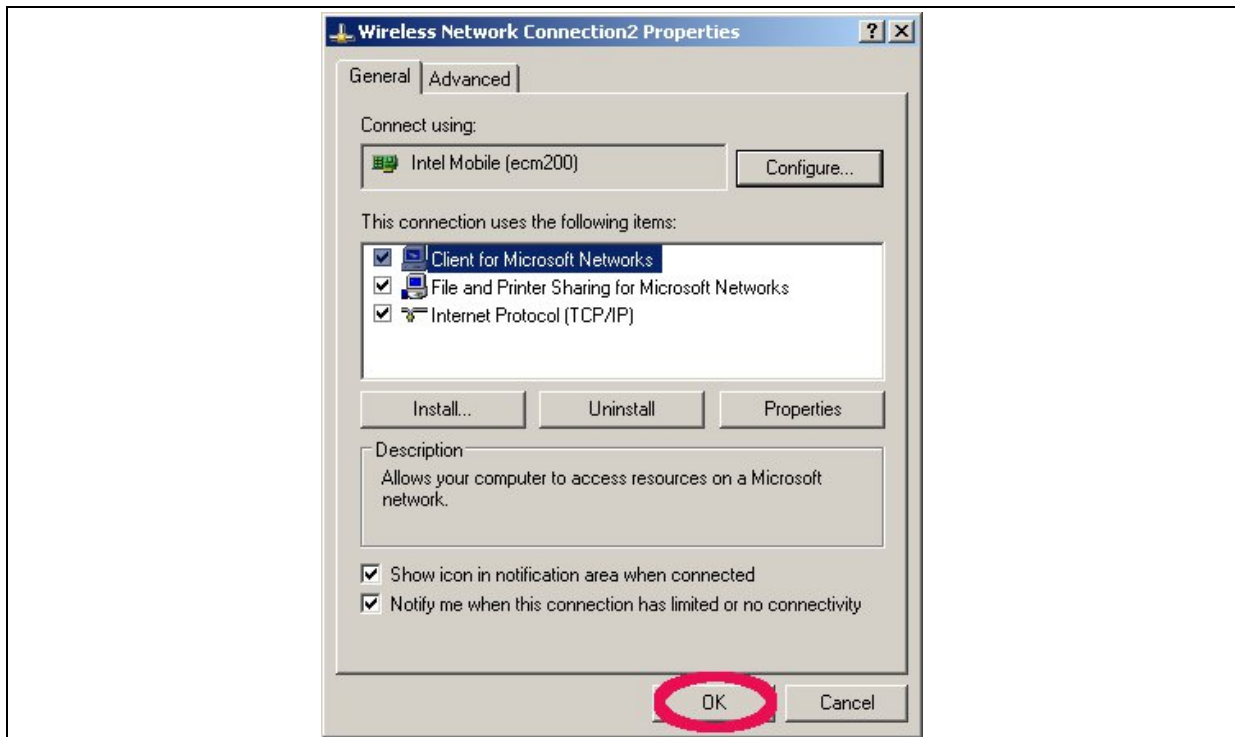 Wireless Network Connection2 Properties
General Advanced
Connect using:
Intel Mobile (ecm200)
Configure...
This connection uses the following items:
Client for Microsoft Networks
File and Printer Sharing for Microsoft Networks
Internet Protocol (TCP/IP)
Install... Uninstall Properties
Description
Allows your computer to access resources on a Microsoft
network.
Show icon in notification area when connected
Notify me when this connection has limited or no connectivity
OK Cancel